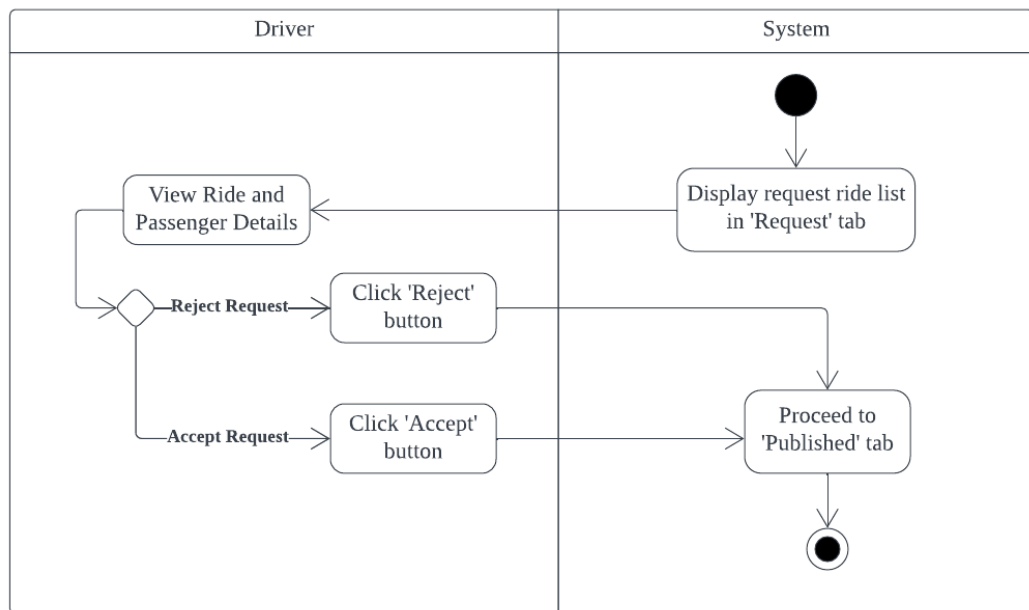 Driver
System
View Ride and
Passenger Details
Display request ride list
in 'Request' tab
Reject Request
Click 'Reject'
button
Accept Request
Click 'Accept'
button
Proceed to
'Published' tab